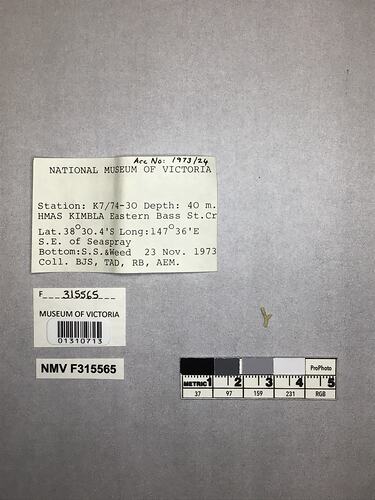 Acc No: 1973/24
NATIONAL MUSEUM OF VICTORIA
Station: K7/74-30 Depth: 40 m.
HMAS KIMBLA Eastern Bass St.Cr
Lat.38°30.4'S Long:147°36'E
S.E. of Seaspray
Bottom:S.S.&Weed 23 Nov. 1973
Coll. BJS, TAD, RB, AEM.
F 315565
MUSEUM OF VICTORIA
01310713
NMV F315565
ProPhoto
METRIC 1 2 3 4 5
37 97 159 231 RGB